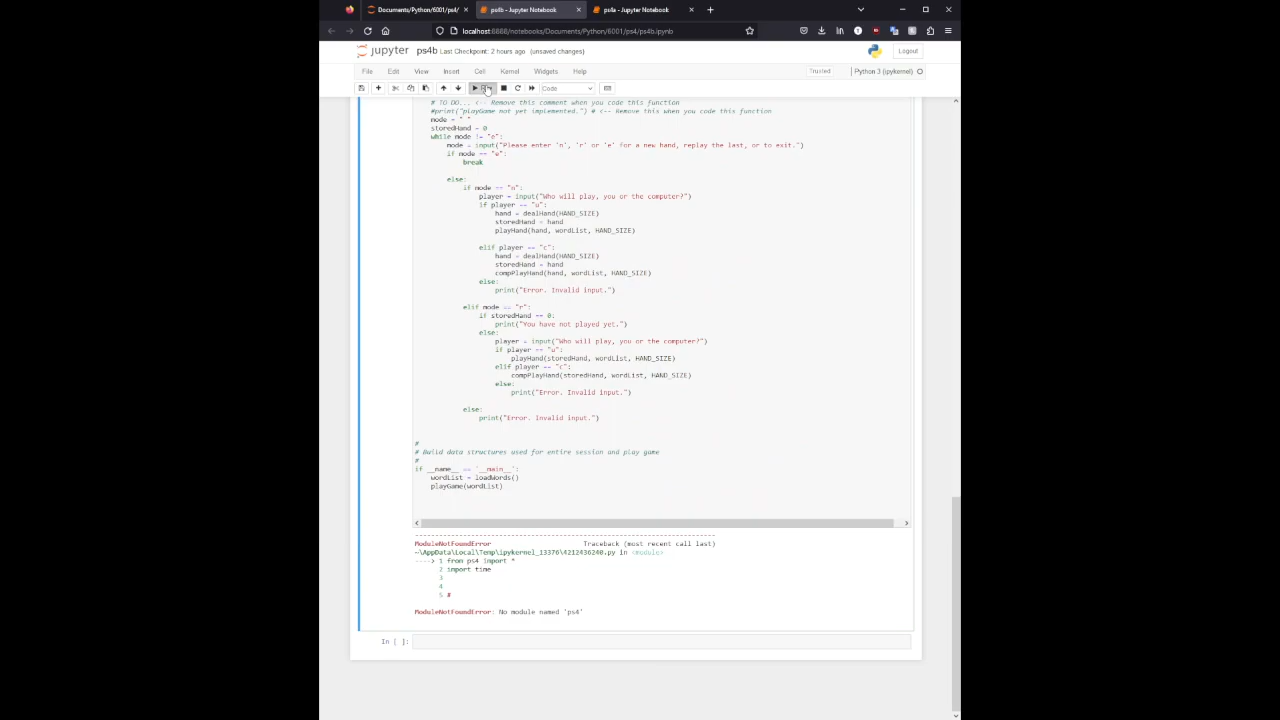 Documents/Python/6001/ps4/
ps4b - Jupyter Notebook
ps4a - Jupyter Notebook
localhost:8888/notebooks/Documents/Python/6001/ps4/ps4b.ipynb
jupyter ps4b Last Checkpoint: 2 hours ago (unsaved changes)
Logout
File Edit View Insert Cell Kernel Widgets Help
Trusted
Python 3 (ipykernel)
Code
# TO DO... <-- Remove this comment when you code this function
#print("playGame not yet implemented.") # <-- Remove this when you code this function
mode = " "
storedHand = 0
while mode != "e":
mode = input("Please enter 'n', 'r' or 'e' for a new hand, replay the last, or to exit.")
if mode == "e":
break
else:
if mode == "n":
player = input("Who will play, you or the computer?")
if player == "u":
hand = dealHand(HAND_SIZE)
storedHand = hand
playHand(hand, wordList, HAND_SIZE)
elif player == "c":
hand = dealHand(HAND_SIZE)
storedHand = hand
compPlayHand(hand, wordList, HAND_SIZE)
else:
print("Error. Invalid input.")
elif mode == "r":
if storedHand == 0:
print("You have not played yet.")
else:
player = input("Who will play, you or the computer?")
if player == "u":
playHand(storedHand, wordList, HAND_SIZE)
elif player == "c":
compPlayHand(storedHand, wordList, HAND_SIZE)
else:
print("Error. Invalid input.")
else:
print("Error. Invalid input.")
#
# Build data structures used for entire session and play game
#
if __name__ == '__main__':
wordList = loadWords()
playGame(wordList)
---------------------------------------------------------------------------
ModuleNotFoundError Traceback (most recent call last)
~\AppData\Local\Temp\ipykernel_13376\4212436240.py in <module>
----> 1 from ps4 import *
2 import time
3
4
5 #
ModuleNotFoundError: No module named 'ps4'
In [ ]: